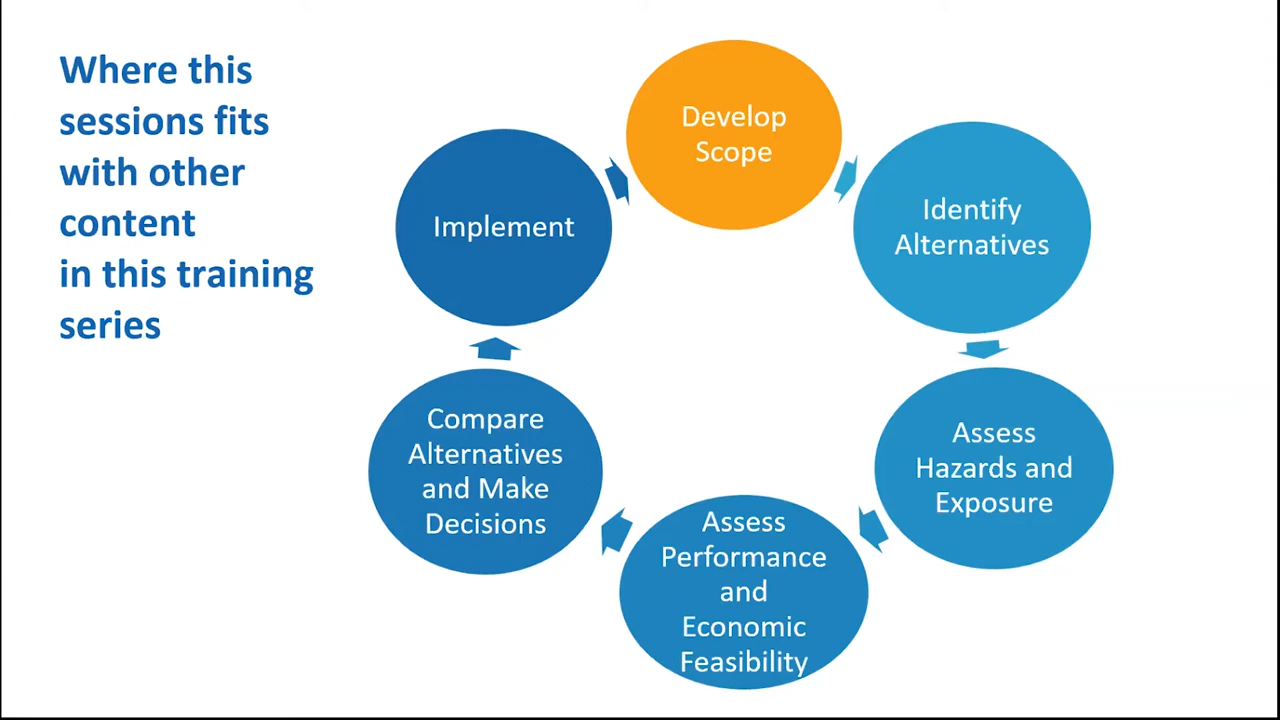 Where this
sessions fits
with other
content
in this training
series
Develop
Scope
Identify
Alternatives
Assess
Hazards and
Exposure
Assess
Performance
and
Economic
Feasibility
Compare
Alternatives
and Make
Decisions
Implement